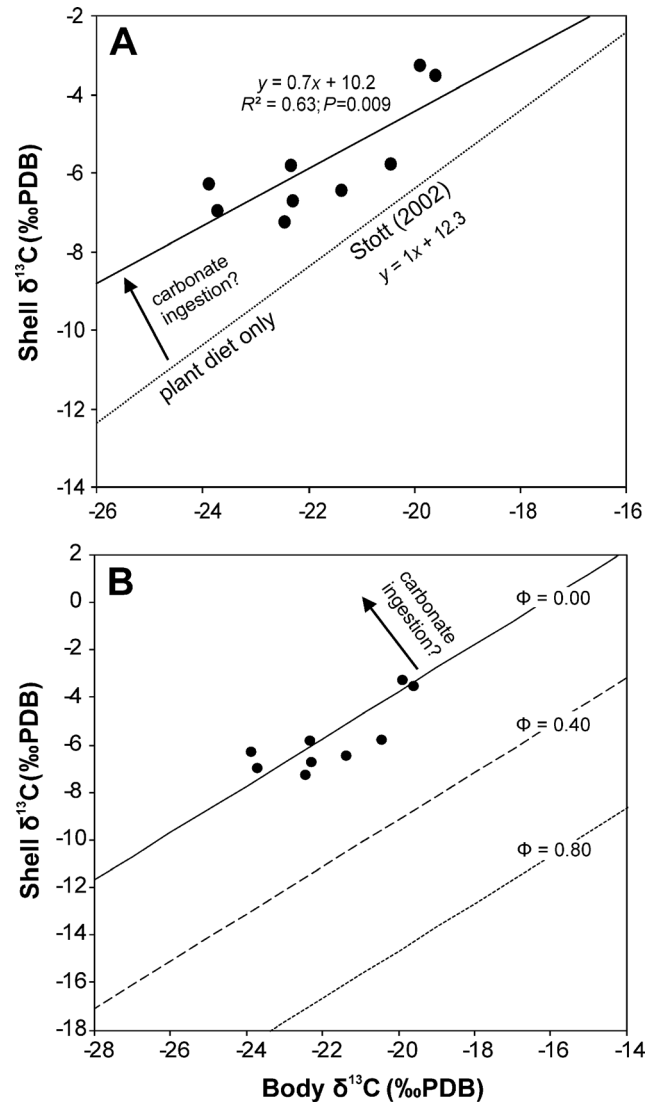 A
-2
-4
-6
-8
-10
-12
-14
Shell δ¹³C (‰PDB)
y = 0.7x + 10.2
R² = 0.63; P=0.009
carbonate
ingestion?
plant diet only
Stott (2002)
y = 1x + 12.3
-26
-24
-22
-20
-18
-16
B
2
0
-2
-4
-6
-8
-10
-12
-14
-16
-18
Shell δ¹³C (‰PDB)
carbonate
ingestion?
Φ = 0.00
Φ = 0.40
Φ = 0.80
-28
-26
-24
-22
-20
-18
-16
-14
Body δ¹³C (‰PDB)